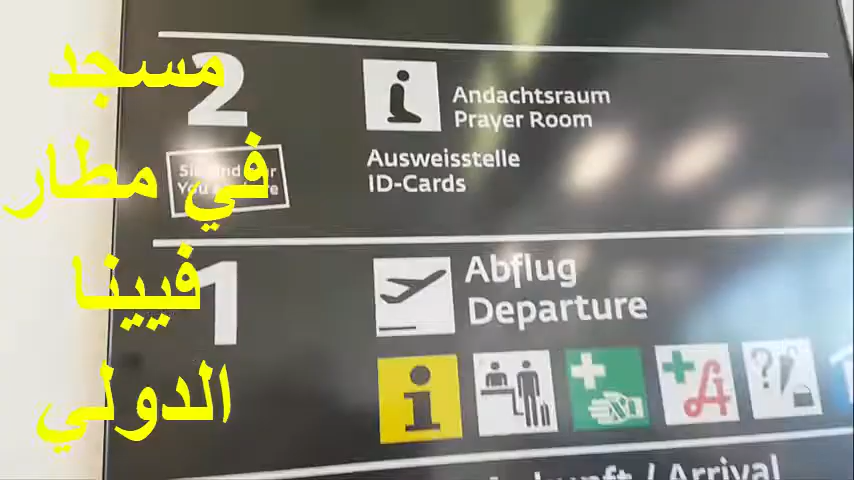 مسجد
في مطار
فيينا
الدولي
2
Andachtsraum
Prayer Room
Ausweisstelle
ID-Cards
1
Abflug
Departure
/ Arrival